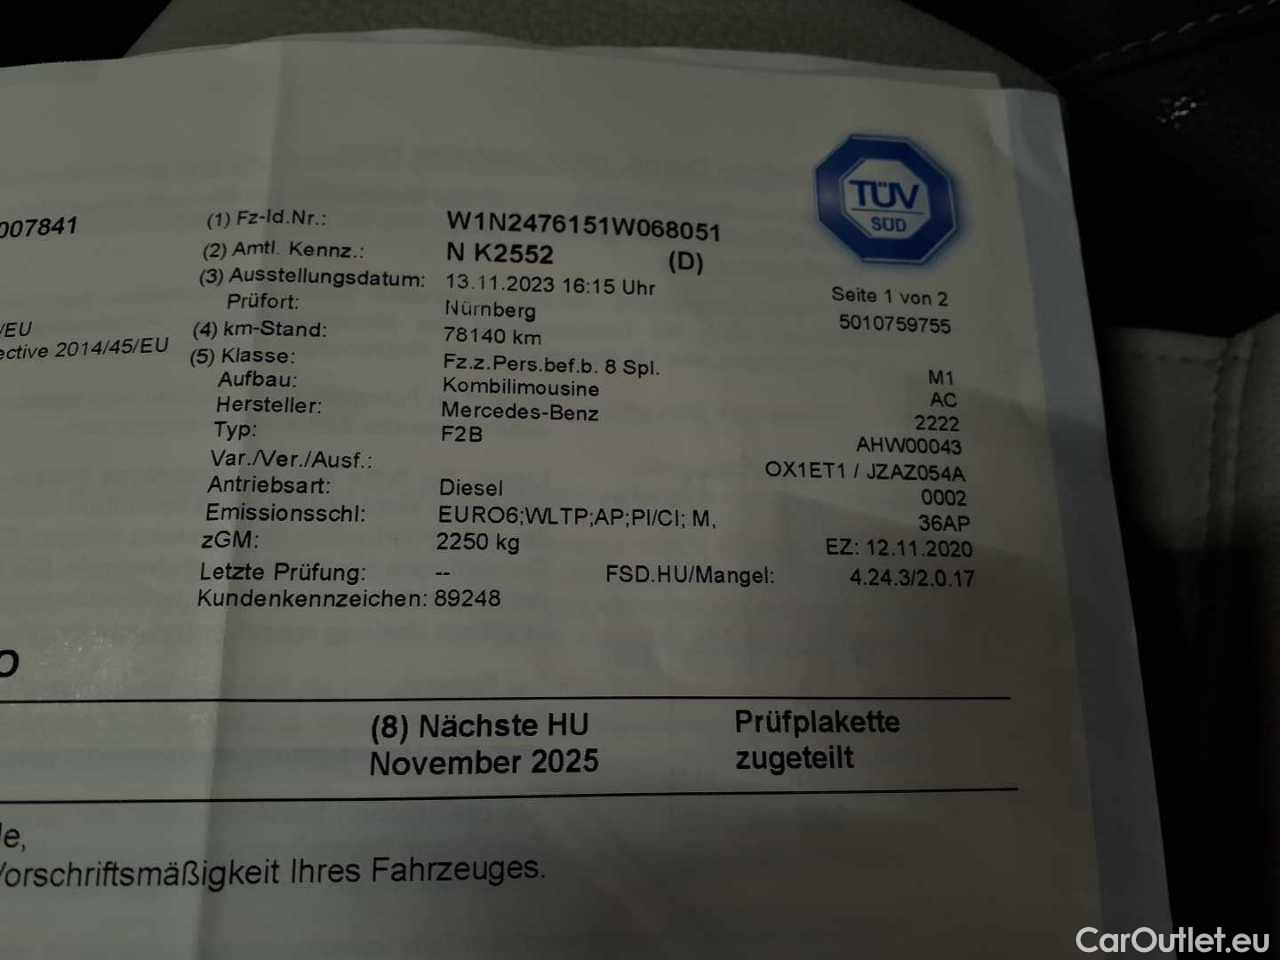 TÜV
SÜD
007841
(1) Fz-Id.Nr.: W1N2476151W068051
(2) Amtl. Kennz.: N K2552 (D)
(3) Ausstellungsdatum: 13.11.2023 16:15 Uhr
Seite 1 von 2
Prüfort: Nürnberg
5010759755
/EU
(4) km-Stand: 78140 km
ective 2014/45/EU
(5) Klasse: Fz.z.Pers.bef.b. 8 Spl. M1
Aufbau: Kombilimousine AC
Hersteller: Mercedes-Benz 2222
Typ: F2B AHW00043
Var./Ver./Ausf.: OX1ET1 / JZAZ054A
Antriebsart: Diesel 0002
Emissionsschl: EURO6;WLTP;AP;PI/CI; M, 36AP
zGM: 2250 kg EZ: 12.11.2020
Letzte Prüfung: -- FSD.HU/Mangel: 4.24.3/2.0.17
Kundenkennzeichen: 89248
O
(8) Nächste HU Prüfplakette
November 2025 zugeteilt
le,
Vorschriftsmäßigkeit Ihres Fahrzeuges.
CarOutlet.eu